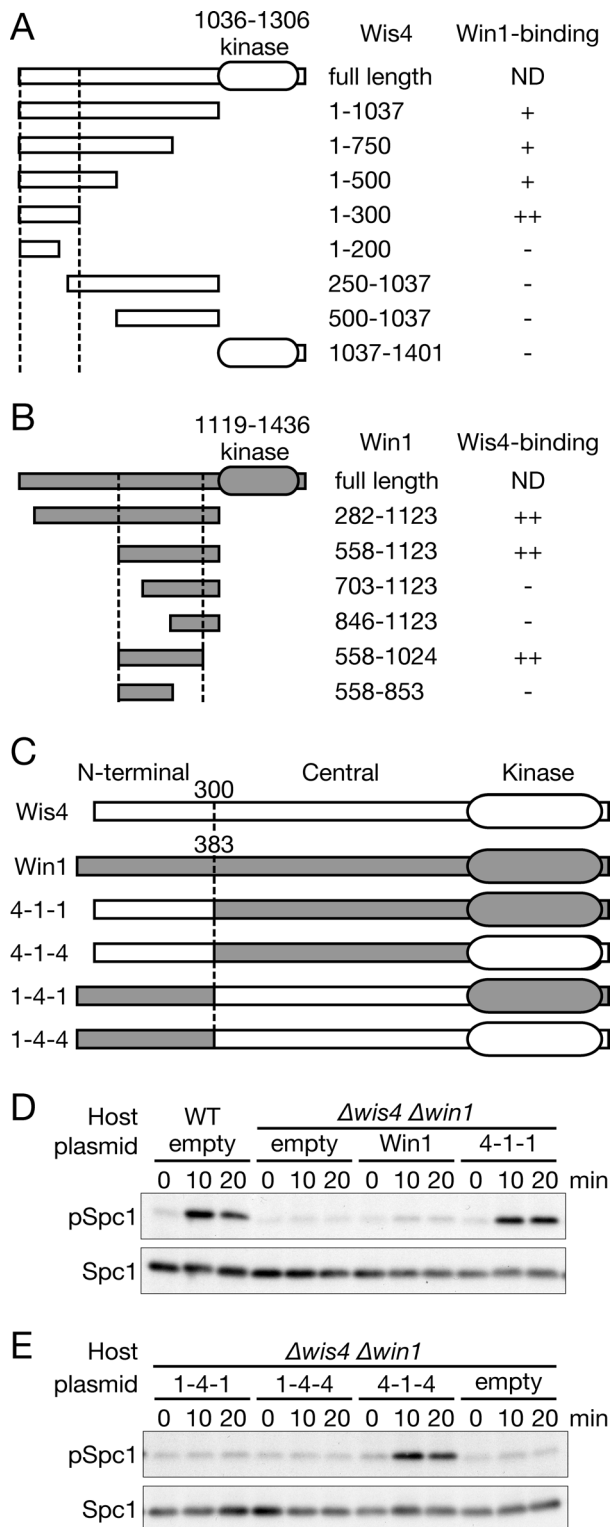 A
1036-1306 Wis4 Win1-binding
kinase
full length ND
1-1037 +
1-750 +
1-500 +
1-300 ++
1-200 -
250-1037 -
500-1037 -
1037-1401 -
B
1119-1436 Win1 Wis4-binding
kinase
full length ND
282-1123 ++
558-1123 ++
703-1123 -
846-1123 -
558-1024 ++
558-853 -
C
N-terminal Central Kinase
300
Wis4
383
Win1
4-1-1
4-1-4
1-4-1
1-4-4
D
Host WT Δwis4 Δwin1
plasmid empty empty Win1 4-1-1
0 10 20 0 10 20 0 10 20 0 10 20 min
pSpc1
Spc1
E
Host Δwis4 Δwin1
plasmid 1-4-1 1-4-4 4-1-4 empty
0 10 20 0 10 20 0 10 20 0 10 20 min
pSpc1
Spc1